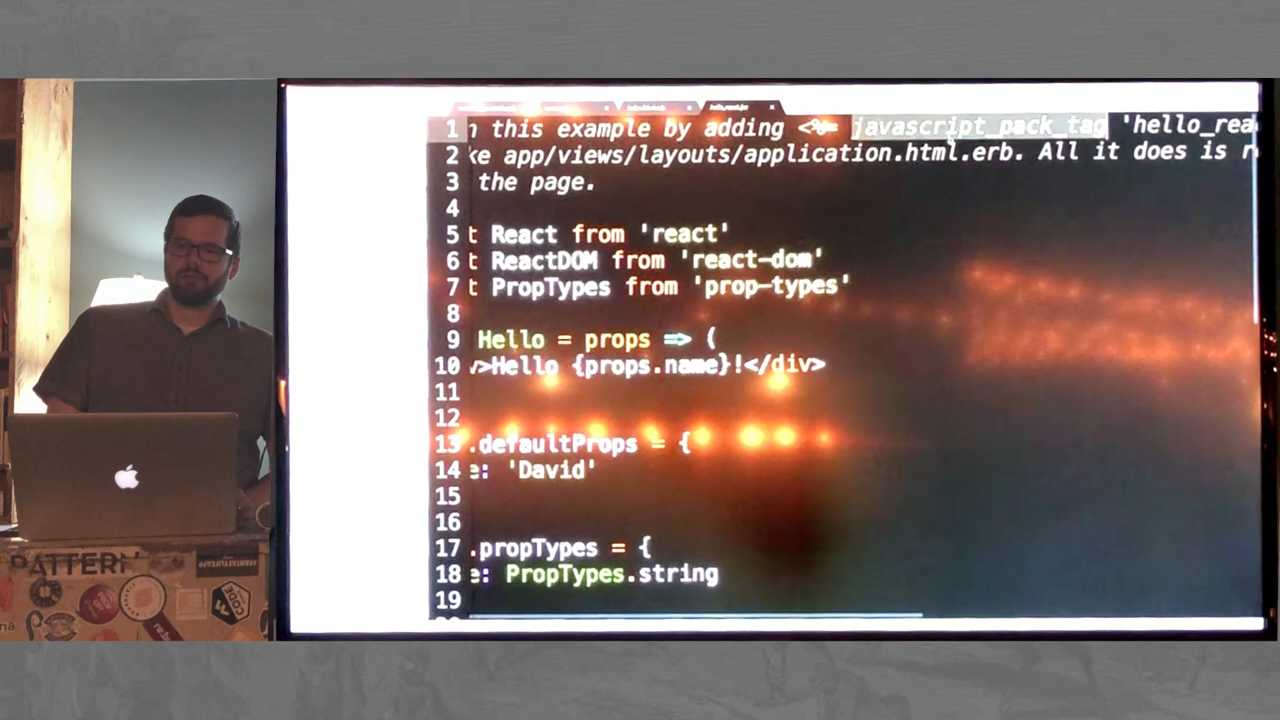 1 n this example by adding <%= javascript_pack_tag 'hello_rea
2 ke app/views/layouts/application.html.erb. All it does is r
3 the page.
4
5 t React from 'react'
6 t ReactDOM from 'react-dom'
7 t PropTypes from 'prop-types'
8
9 Hello = props => (
10 v>Hello {props.name}!</div>
11
12
13 .defaultProps = {
14 e: 'David'
15
16
17 .propTypes = {
18 e: PropTypes.string
19
PATTERN
CODE